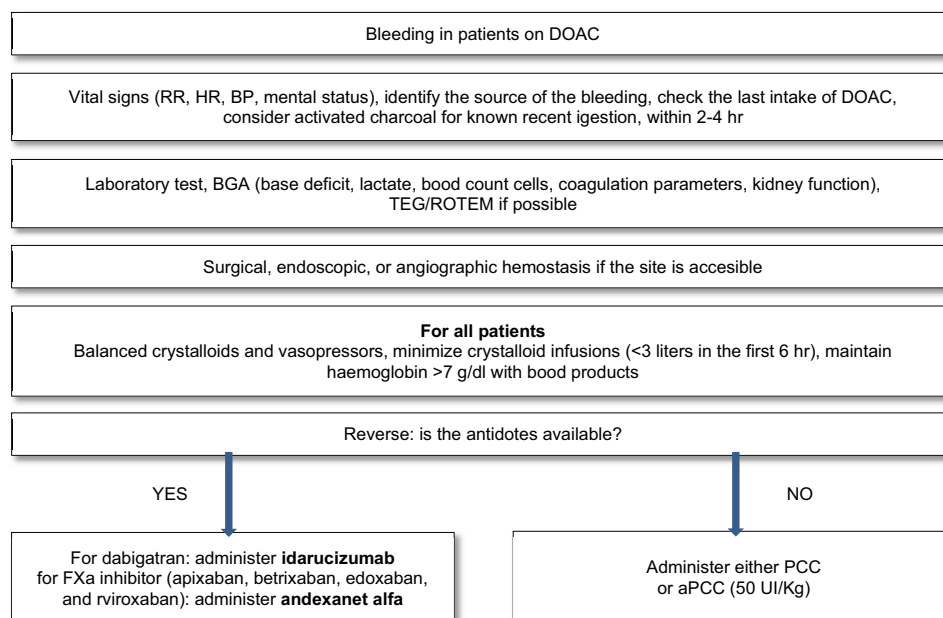 Bleeding in patients on DOAC
Vital signs (RR, HR, BP, mental status), identify the source of the bleeding, check the last intake of DOAC,
consider activated charcoal for known recent igestion, within 2-4 hr
Laboratory test, BGA (base deficit, lactate, bood count cells, coagulation parameters, kidney function),
TEG/ROTEM if possible
Surgical, endoscopic, or angiographic hemostasis if the site is accesible
For all patients
Balanced crystalloids and vasopressors, minimize crystalloid infusions (<3 liters in the first 6 hr), maintain
haemoglobin >7 g/dl with bood products
Reverse: is the antidotes available?
YES
NO
For dabigatran: administer idarucizumab
for FXa inhibitor (apixaban, betrixaban, edoxaban,
and rviroxaban): administer andexanet alfa
Administer either PCC
or aPCC (50 UI/Kg)